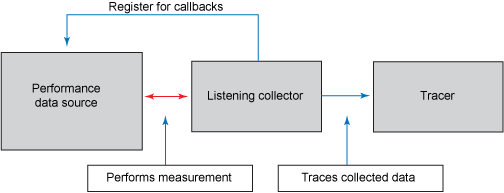 Register for callbacks
Performance
data source
Listening collector
Tracer
Performs measurement
Traces collected data